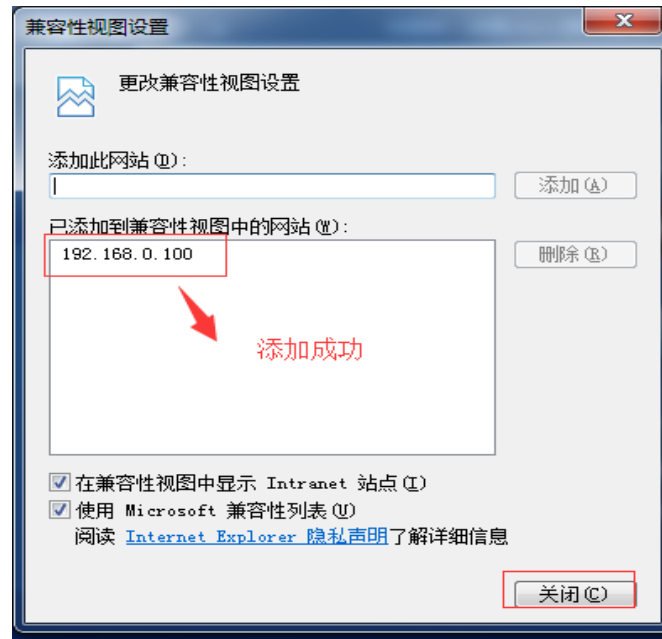 兼容性视图设置
更改兼容性视图设置
添加此网站(D):
添加(A)
已添加到兼容性视图中的网站(W):
192.168.0.100
删除(R)
添加成功
在兼容性视图中显示 Intranet 站点(I)
使用 Microsoft 兼容性列表(U)
阅读 Internet Explorer 隐私声明了解详细信息
关闭(C)